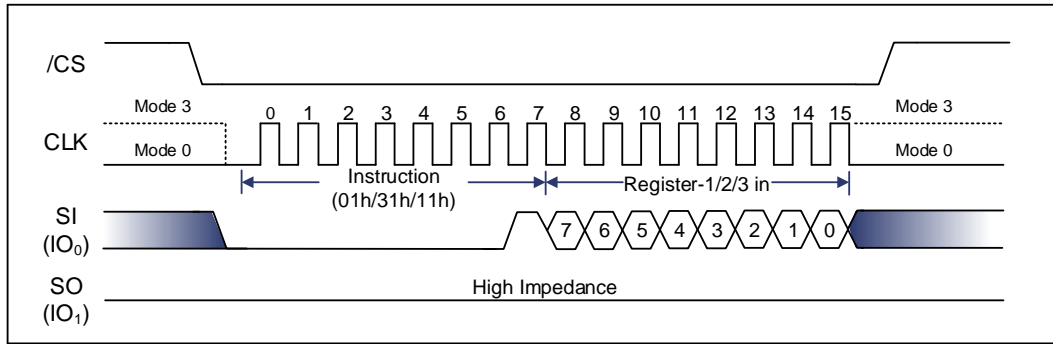 /CS
Mode 3
Mode 3
0 1 2 3 4 5 6 7 8 9 10 11 12 13 14 15
CLK
Mode 0
Mode 0
Instruction
(01h/31h/11h)
Register-1/2/3 in
SI
(IO₀)
7 6 5 4 3 2 1 0
SO
(IO₁)
High Impedance